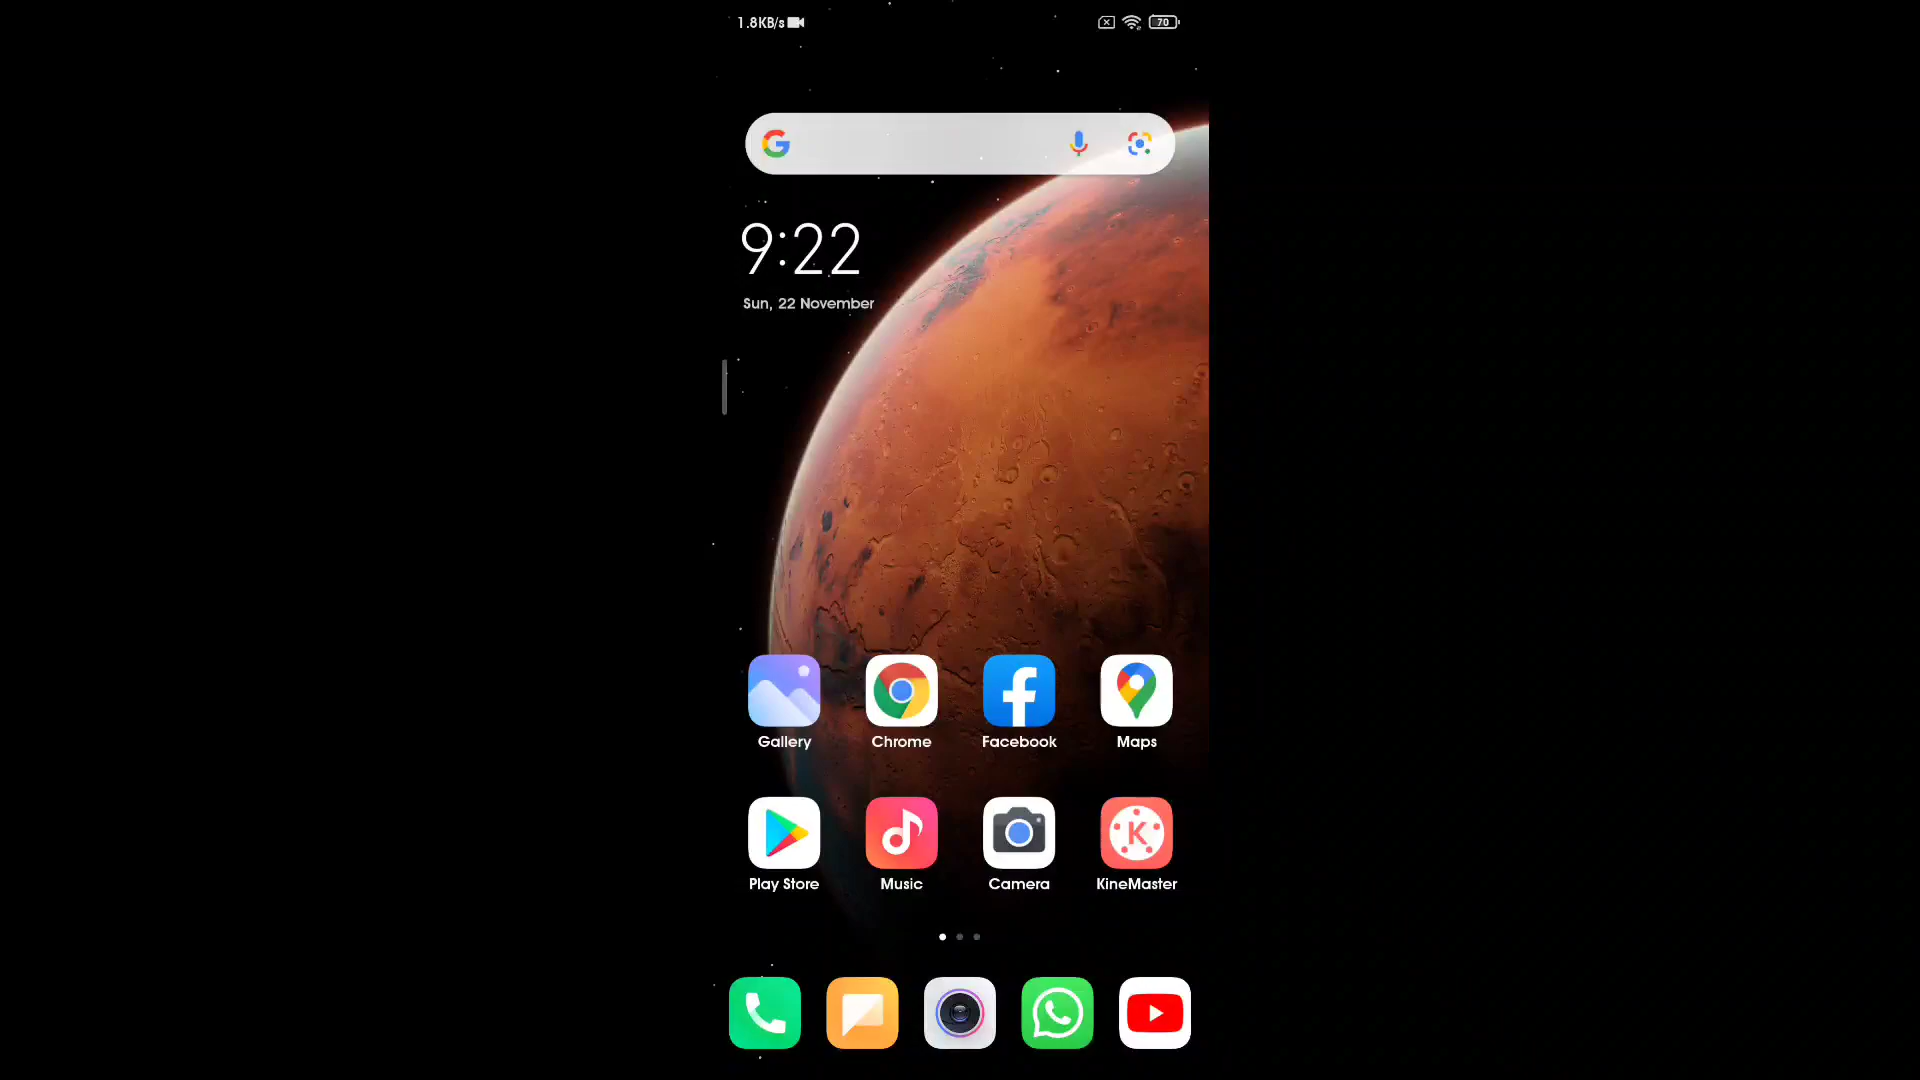 1.8KB/s 70
9:22
Sun, 22 November
Gallery Chrome Facebook Maps
Play Store Music Camera KineMaster